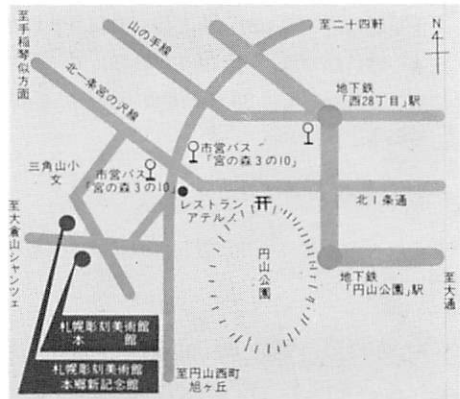 至手稲琴似方面
山の手線
至二十四軒
N
北一条宮の沢線
地下鉄
「西28丁目」駅
市営バス
「宮の森3の10」
三角山小
文
市営バス
「宮の森3の10」
レストラン
アテルノ
北1条通
至大倉山シャンツェ
円山公園
地下鉄
「円山公園」駅
至大通
札幌彫刻美術館
本館
札幌彫刻美術館
本郷新記念館
至円山西町
旭ヶ丘